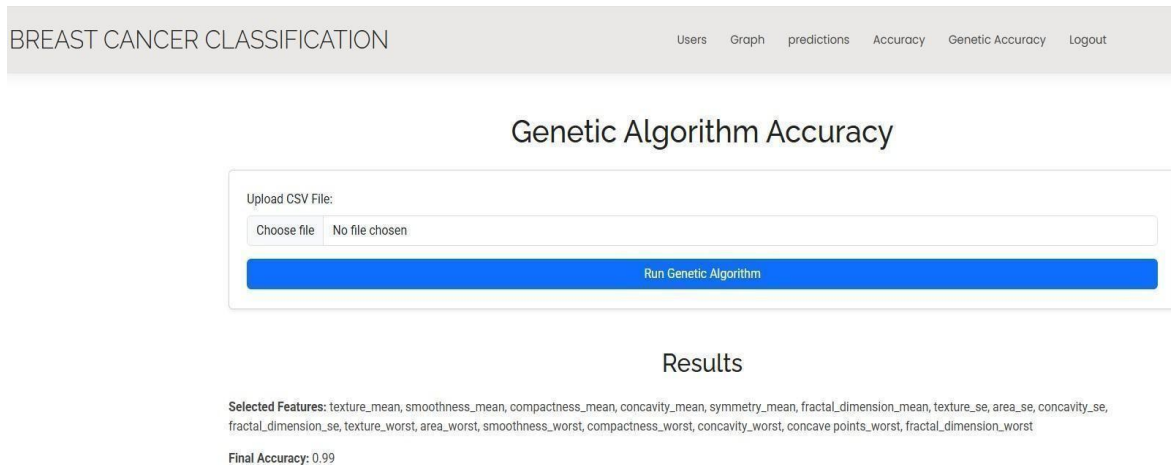 BREAST CANCER CLASSIFICATION
Users Graph predictions Accuracy Genetic Accuracy Logout
Genetic Algorithm Accuracy
Upload CSV File:
Choose file No file chosen
Run Genetic Algorithm
Results
Selected Features: texture_mean, smoothness_mean, compactness_mean, concavity_mean, symmetry_mean, fractal_dimension_mean, texture_se, area_se, concavity_se,
fractal_dimension_se, texture_worst, area_worst, smoothness_worst, compactness_worst, concavity_worst, concave points_worst, fractal_dimension_worst
Final Accuracy: 0.99